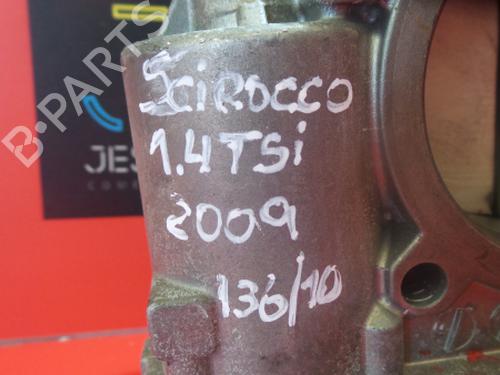 B-PARTS
JES
SCIROCCO
1.4TSi
2009
136/10